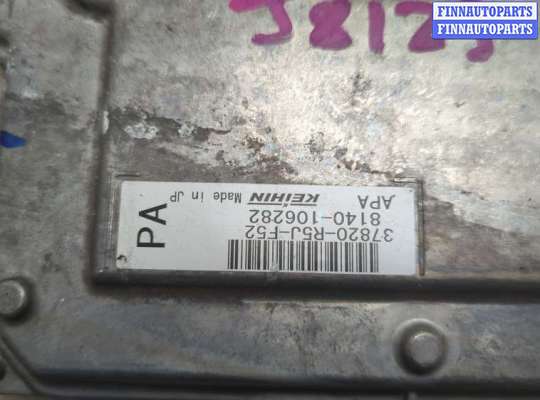 FINNAUTOPARTS
FINNAUTOPARTS
37820-R5J-F52
8140-106282
APA
KEIHIN Made in JP
PA